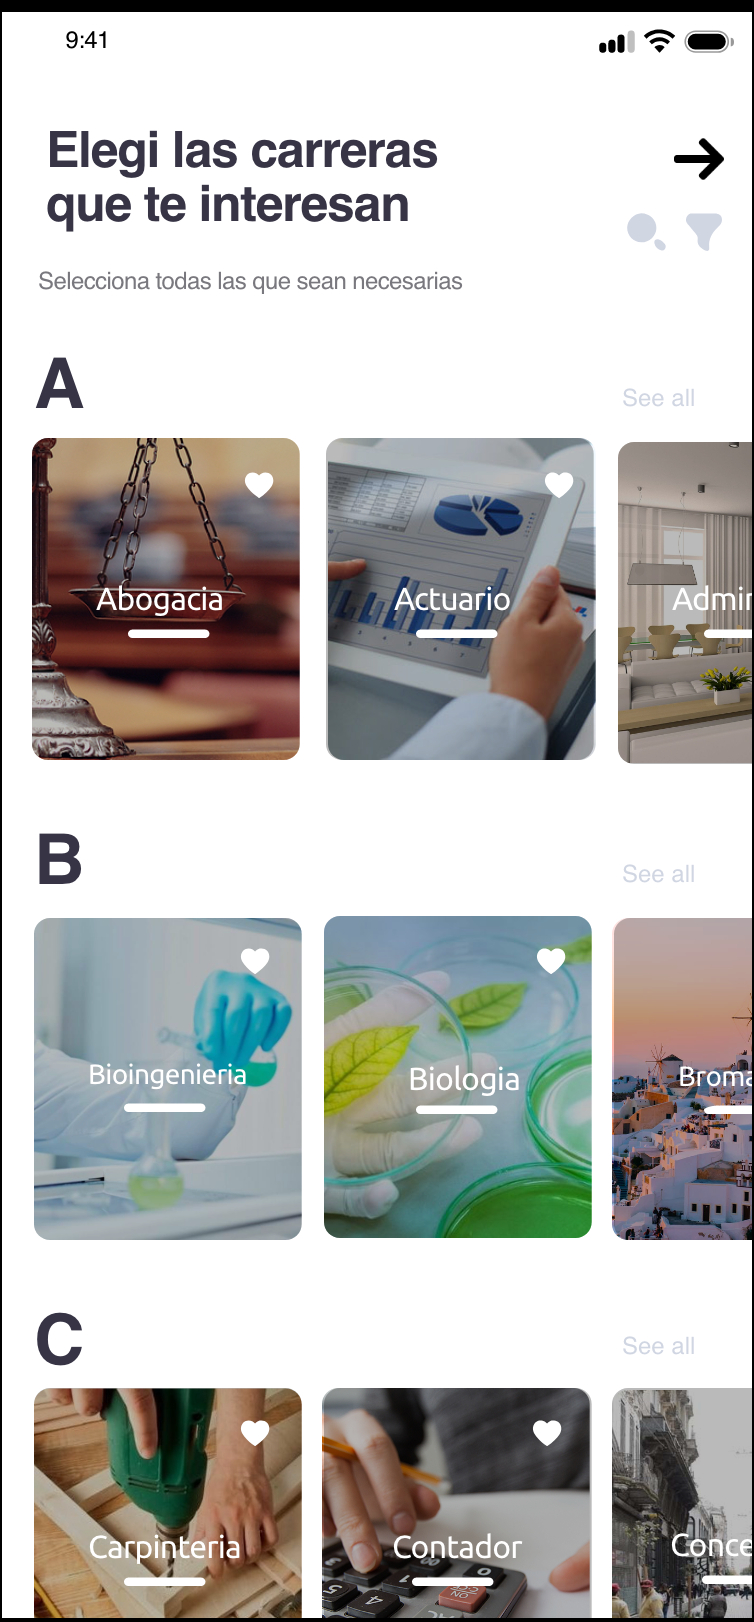 9:41
Elegi las carreras
que te interesan
Selecciona todas las que sean necesarias
A
See all
Abogacia
Actuario
Admin
B
See all
Bioingenieria
Biologia
Broma
C
See all
Carpinteria
Contador
Conce